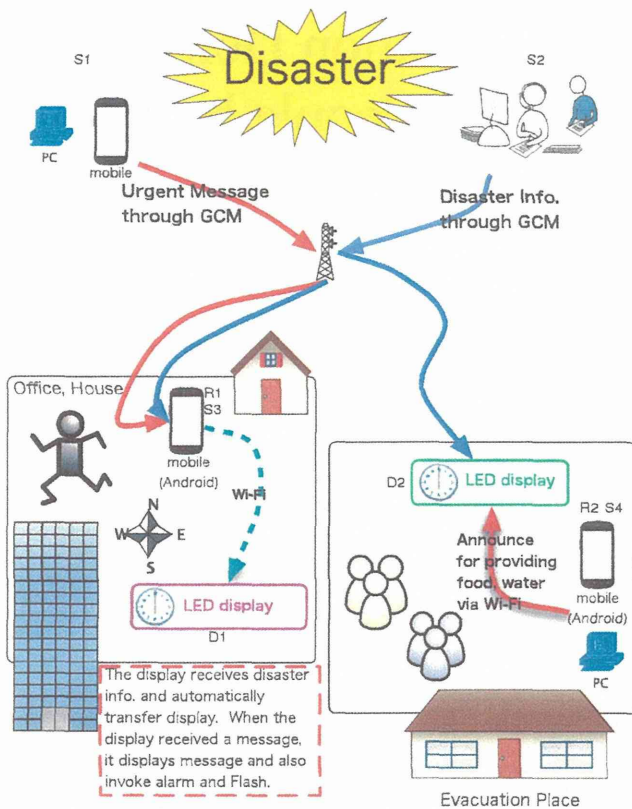 Disaster
S1
S2
PC
mobile
Urgent Message
through GCM
Disaster Info.
through GCM
Office, House
R1
S3
mobile
(Android)
Wi-Fi
N
W
E
S
LED display
D1
The display receives disaster
info. and automatically
transfer display. When the
display received a message,
it displays message and also
invoke alarm and Flash.
D2
LED display
R2 S4
Announce
for providing
food, water
via Wi-Fi
mobile
(Android)
PC
Evacuation Place